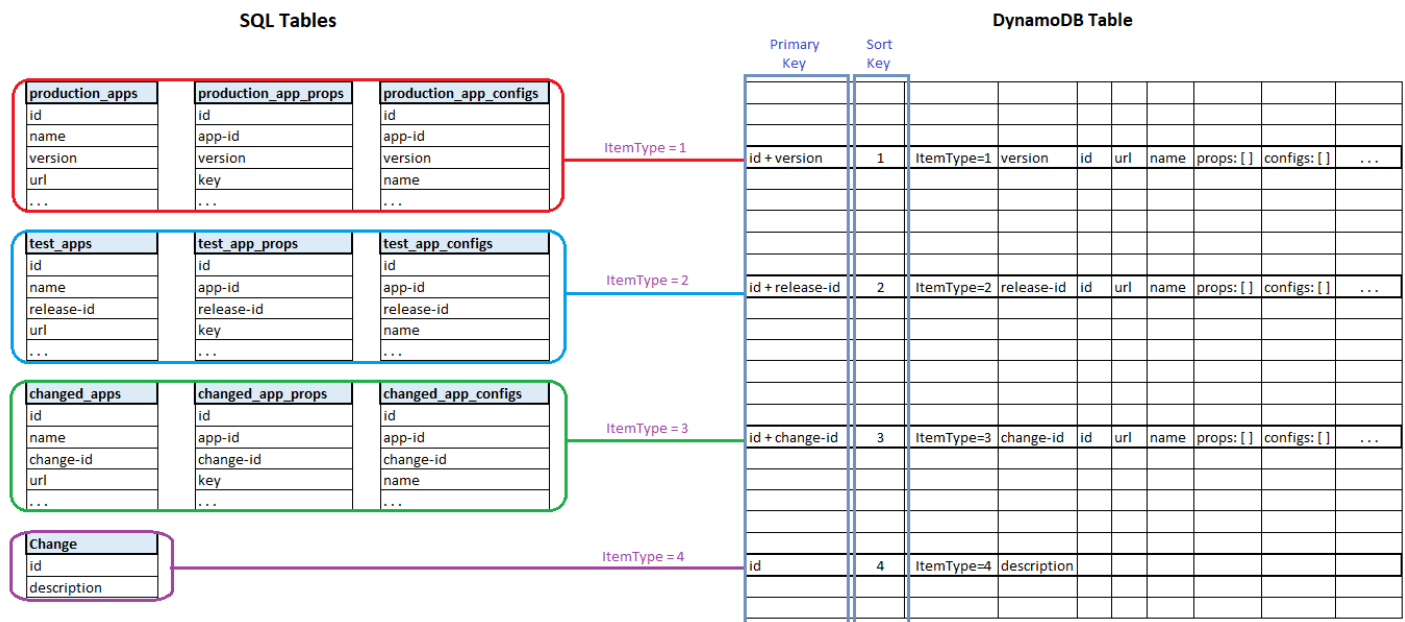 SQL Tables
DynamoDB Table
Primary Key
Sort Key
production_apps production_app_props production_app_configs
id id id
name app-id app-id
version version version
url key name
. . . . . . . . .
ItemType = 1
id + version 1 ItemType=1 version id url name props: [ ] configs: [ ] . . .
test_apps test_app_props test_app_configs
id id id
name app-id app-id
release-id release-id release-id
url key name
. . . . . . . . .
ItemType = 2
id + release-id 2 ItemType=2 release-id id url name props: [ ] configs: [ ] . . .
changed_apps changed_app_props changed_app_configs
id id id
name app-id app-id
change-id change-id change-id
url key name
. . . . . . . . .
ItemType = 3
id + change-id 3 ItemType=3 change-id id url name props: [ ] configs: [ ] . . .
Change
id
description
ItemType = 4
id 4 ItemType=4 description